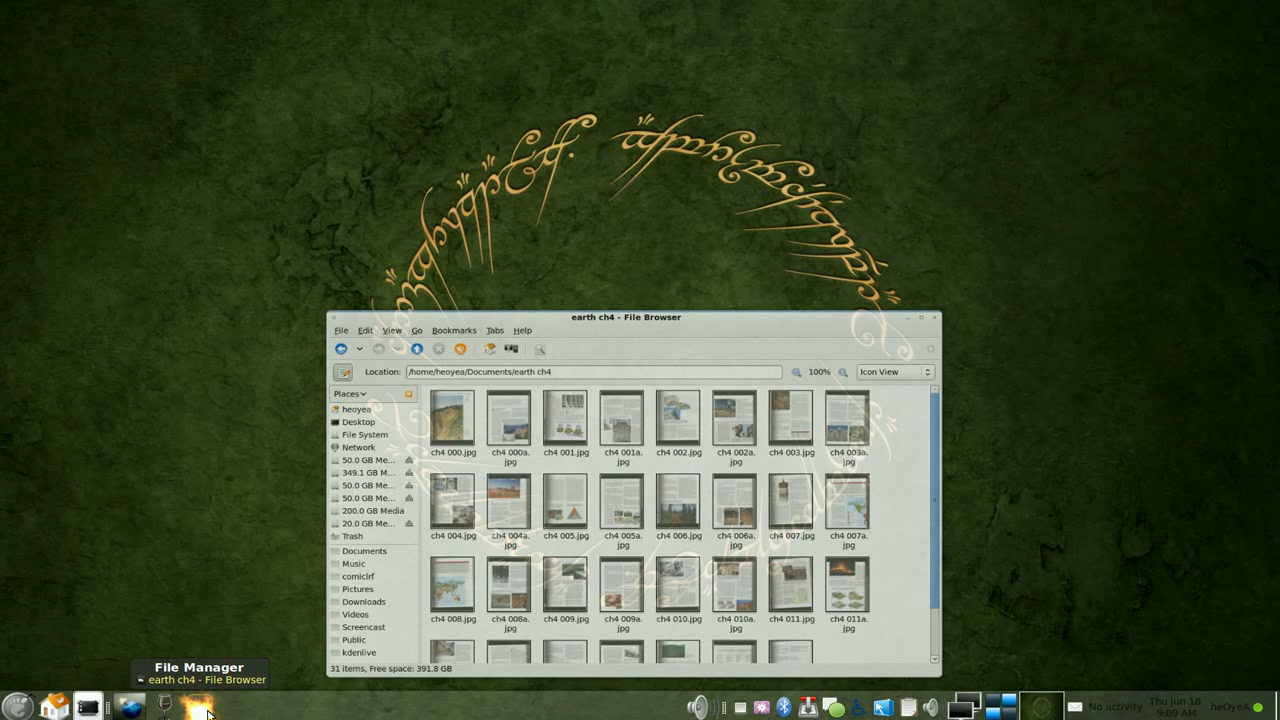 earth ch4 - File Browser
File Edit View Go Bookmarks Tabs Help
Location: /home/heoyea/Documents/earth ch4 100% Icon View
Places
heoyea
Desktop
File System
Network
50.0 GB Me...
349.1 GB M...
50.0 GB Me...
50.0 GB Me...
200.0 GB Media
20.0 GB Me...
Trash
Documents
Music
comicIrf
Pictures
Downloads
Videos
Screencast
Public
kdenlive
ch4 000.jpg ch4 000a. ch4 001.jpg ch4 001a. ch4 002.jpg ch4 002a. ch4 003.jpg ch4 003a.
jpg jpg jpg jpg
ch4 004.jpg ch4 004a. ch4 005.jpg ch4 005a. ch4 006.jpg ch4 006a. ch4 007.jpg ch4 007a.
jpg jpg jpg jpg
ch4 008.jpg ch4 008a. ch4 009.jpg ch4 009a. ch4 010.jpg ch4 010a. ch4 011.jpg ch4 011a.
jpg jpg jpg jpg
31 items, Free space: 391.8 GB
File Manager
earth ch4 - File Browser
No activity
Thu Jun 18
9:09 AM
heOyeA